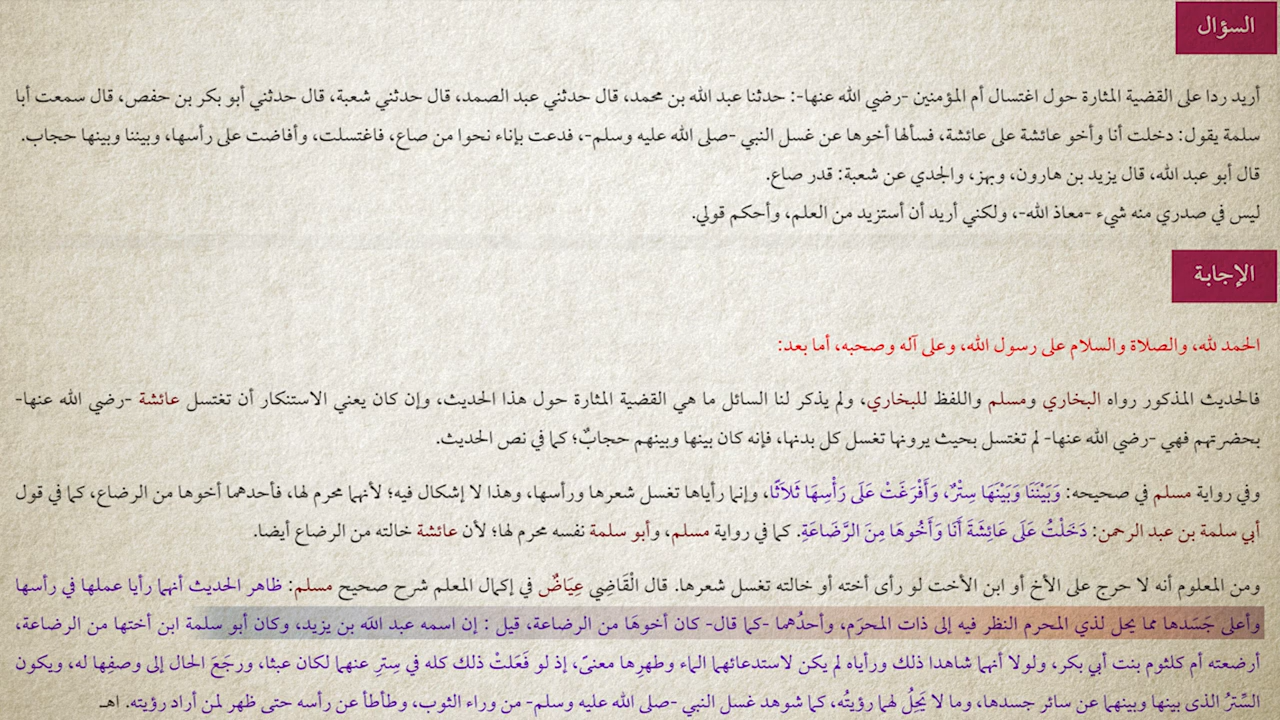 السؤال
أريد ردا على القضية المثارة حول اغتسال أم المؤمنين -رضي الله عنها-: حدثنا عبد الله بن محمد، قال حدثني عبد الصمد، قال حدثني شعبة، قال حدثني أبو بكر بن حفص، قال سمعت أبا
سلمة يقول: دخلت أنا وأخو عائشة على عائشة، فسألها أخوها عن غسل النبي -صلى الله عليه وسلم-، فدعت بإناء نحوا من صاع، فاغتسلت، وأفاضت على رأسها، وبيننا وبينها حجاب.
قال أبو عبد الله، قال يزيد بن هارون، وبهز، والجدي عن شعبة: قدر صاع.
ليس في صدري منه شيء -معاذ الله-، ولكني أريد أن أستزيد من العلم، وأحكم قولي.
الإجابة
الحمد لله، والصلاة والسلام على رسول الله، وعلى آله وصحبه، أما بعد:
فالحديث المذكور رواه البخاري ومسلم واللفظ للبخاري، ولم يذكر لنا السائل ما هي القضية المثارة حول هذا الحديث، وإن كان يعني الاستنكار أن تغتسل عائشة -رضي الله عنها-
بحضرتهم فهي -رضي الله عنها- لم تغتسل بحيث يرونها تغسل كل بدنها، فإنه كان بينها وبينهم حجابٌ؛ كما في نص الحديث.
وفي رواية مسلم في صحيحه: وَبَيْنَنَا وَبَيْنَهَا سِتْرٌ، وَأَفْرَغَتْ عَلَى رَأْسِهَا ثَلَاثًا، وإنما رأياها تغسل شعرها ورأسها، وهذا لا إشكال فيه؛ لأنهما محرم لها، فأحدهما أخوها من الرضاع، كما في قول
أبي سلمة بن عبد الرحمن: دَخَلْتُ عَلَى عَائِشَةَ أَنَا وَأَخُوهَا مِنَ الرَّضَاعَةِ. كما في رواية مسلم، وأبو سلمة نفسه محرم لها؛ لأن عائشة خالته من الرضاع أيضا.
ومن المعلوم أنه لا حرج على الأخ أو ابن الأخت لو رأى أخته أو خالته تغسل شعرها. قال الْقَاضِي عِيَاضٌ في إكمال المعلم شرح صحيح مسلم: ظاهر الحديث أنهما رأيا عملها في رأسها
وأعلى جَسَدها مما يحل لذي المحرم النظر فيه إلى ذات المحرَم، وأحدُهما -كما قال- كان أخوهَا من الرضاعة، قيل : إن اسمه عبد الله بن يزيد، وكان أبو سلمة ابن أختها من الرضاعة،
أرضعته أم كلثوم بنت أبي بكر، ولولا أنهما شاهدا ذلك ورأياه لم يكن لاستدعائهما الماء وطهرِها معنىً، إذ لو فَعَلتْ ذلك كله في سِترِ عنهما لكان عبثا، ورجَعَ الحال إلى وصفِها له، ويكون
السِّترُ الذى بينها وبينهما عن سائر جسدها، وما لا يَحِلُ لهما رؤيتُه، كما شوهد غسل النبي -صلى الله عليه وسلم- من وراء الثوب، وطأطأ عن رأسه حتى ظهر لمن أراد رؤيته. اهـ